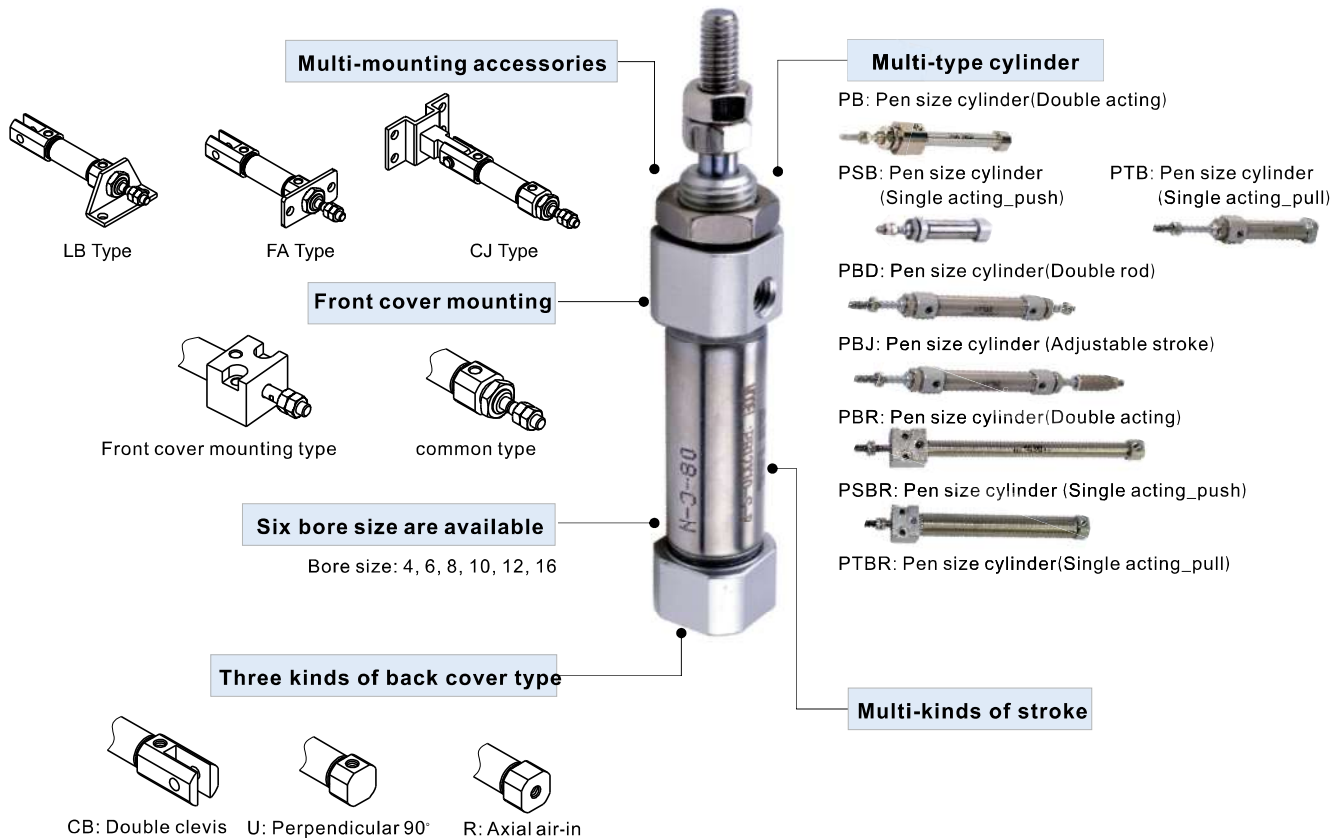 Multi-mounting accessories
LB Type
FA Type
CJ Type
Front cover mounting
Front cover mounting type
common type
Six bore size are available
Bore size: 4, 6, 8, 10, 12, 16
Three kinds of back cover type
CB: Double clevis
U: Perpendicular 90°
R: Axial air-in
N-C-80
Multi-type cylinder
PB: Pen size cylinder(Double acting)
PSB: Pen size cylinder
(Single acting_push)
PTB: Pen size cylinder
(Single acting_pull)
PBD: Pen size cylinder(Double rod)
PBJ: Pen size cylinder (Adjustable stroke)
PBR: Pen size cylinder(Double acting)
PSBR: Pen size cylinder (Single acting_push)
PTBR: Pen size cylinder(Single acting_pull)
Multi-kinds of stroke